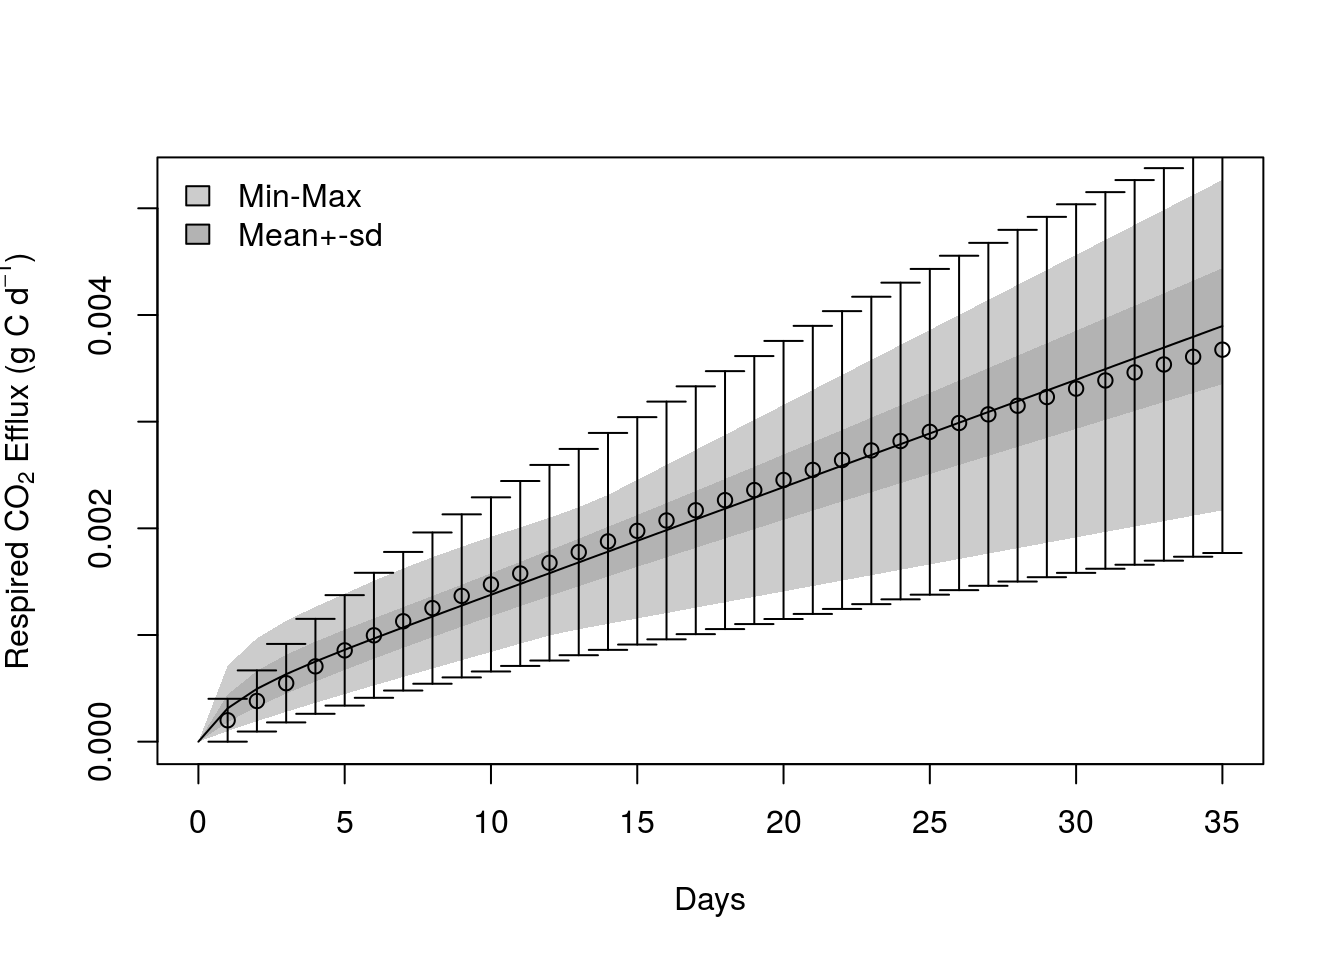 Min-Max
Mean+-sd
Respired CO₂ Efflux (g C d⁻¹)
0.004
0.002
0.000
0 5 10 15 20 25 30 35
Days